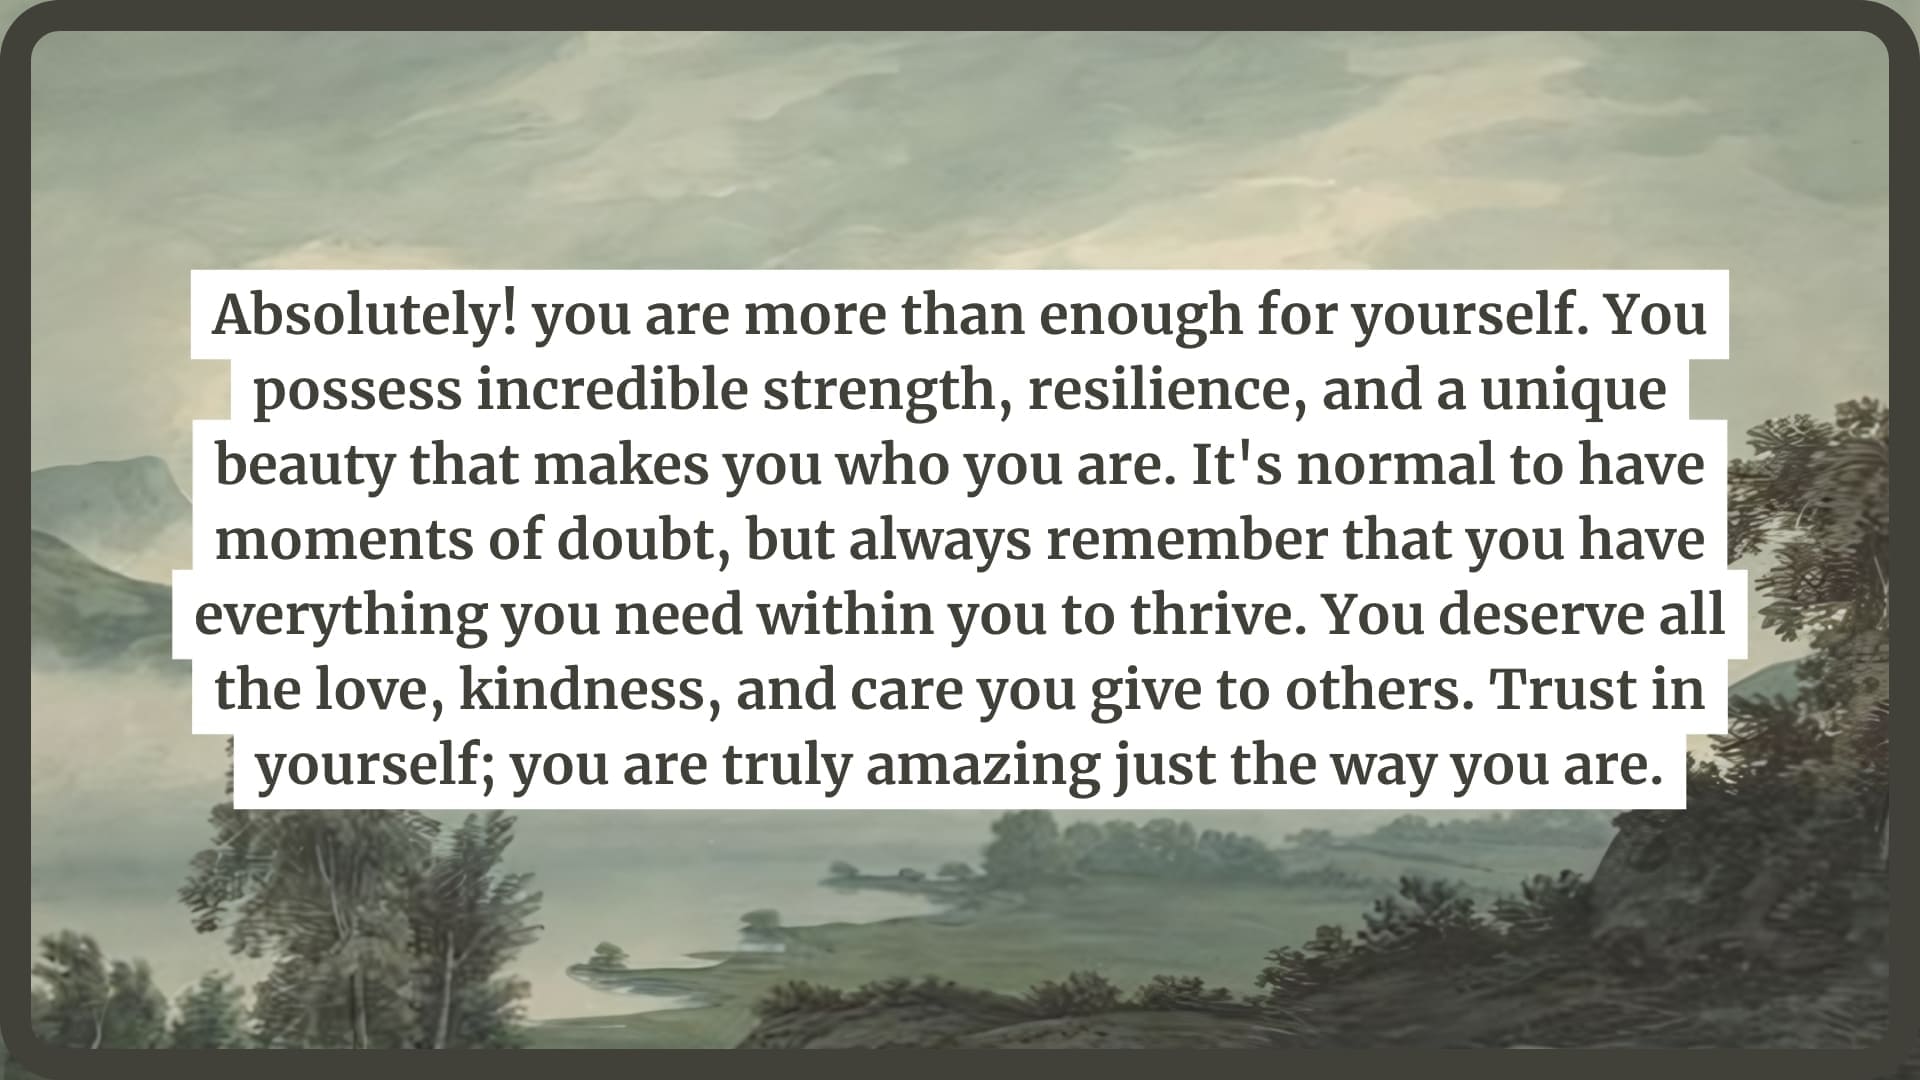 Absolutely! you are more than enough for yourself. You
possess incredible strength, resilience, and a unique
beauty that makes you who you are. It's normal to have
moments of doubt, but always remember that you have
everything you need within you to thrive. You deserve all
the love, kindness, and care you give to others. Trust in
yourself; you are truly amazing just the way you are.